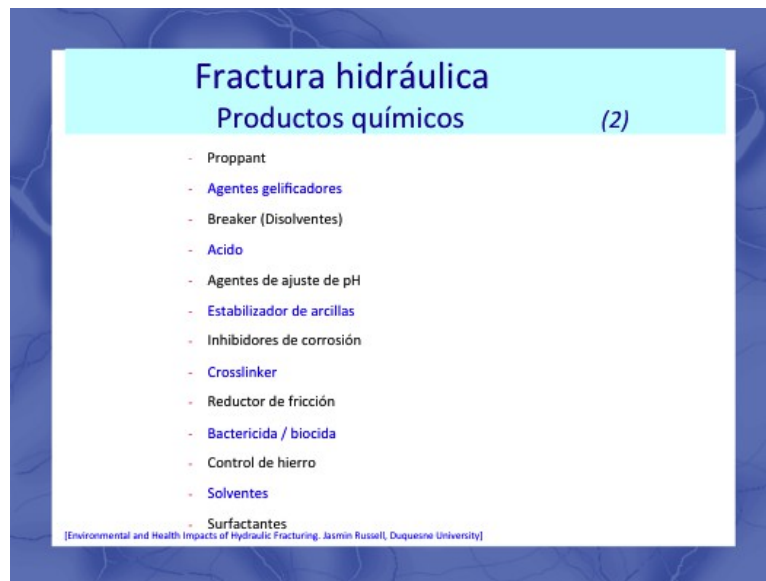 Fractura hidráulica
Productos químicos (2)
- Proppant
- Agentes gelificadores
- Breaker (Disolventes)
- Acido
- Agentes de ajuste de pH
- Estabilizador de arcillas
- Inhibidores de corrosión
- Crosslinker
- Reductor de fricción
- Bactericida / biocida
- Control de hierro
- Solventes
- Surfactantes
[Environmental and Health Impacts of Hydraulic Fracturing. Jasmin Russell, Duquesne University]